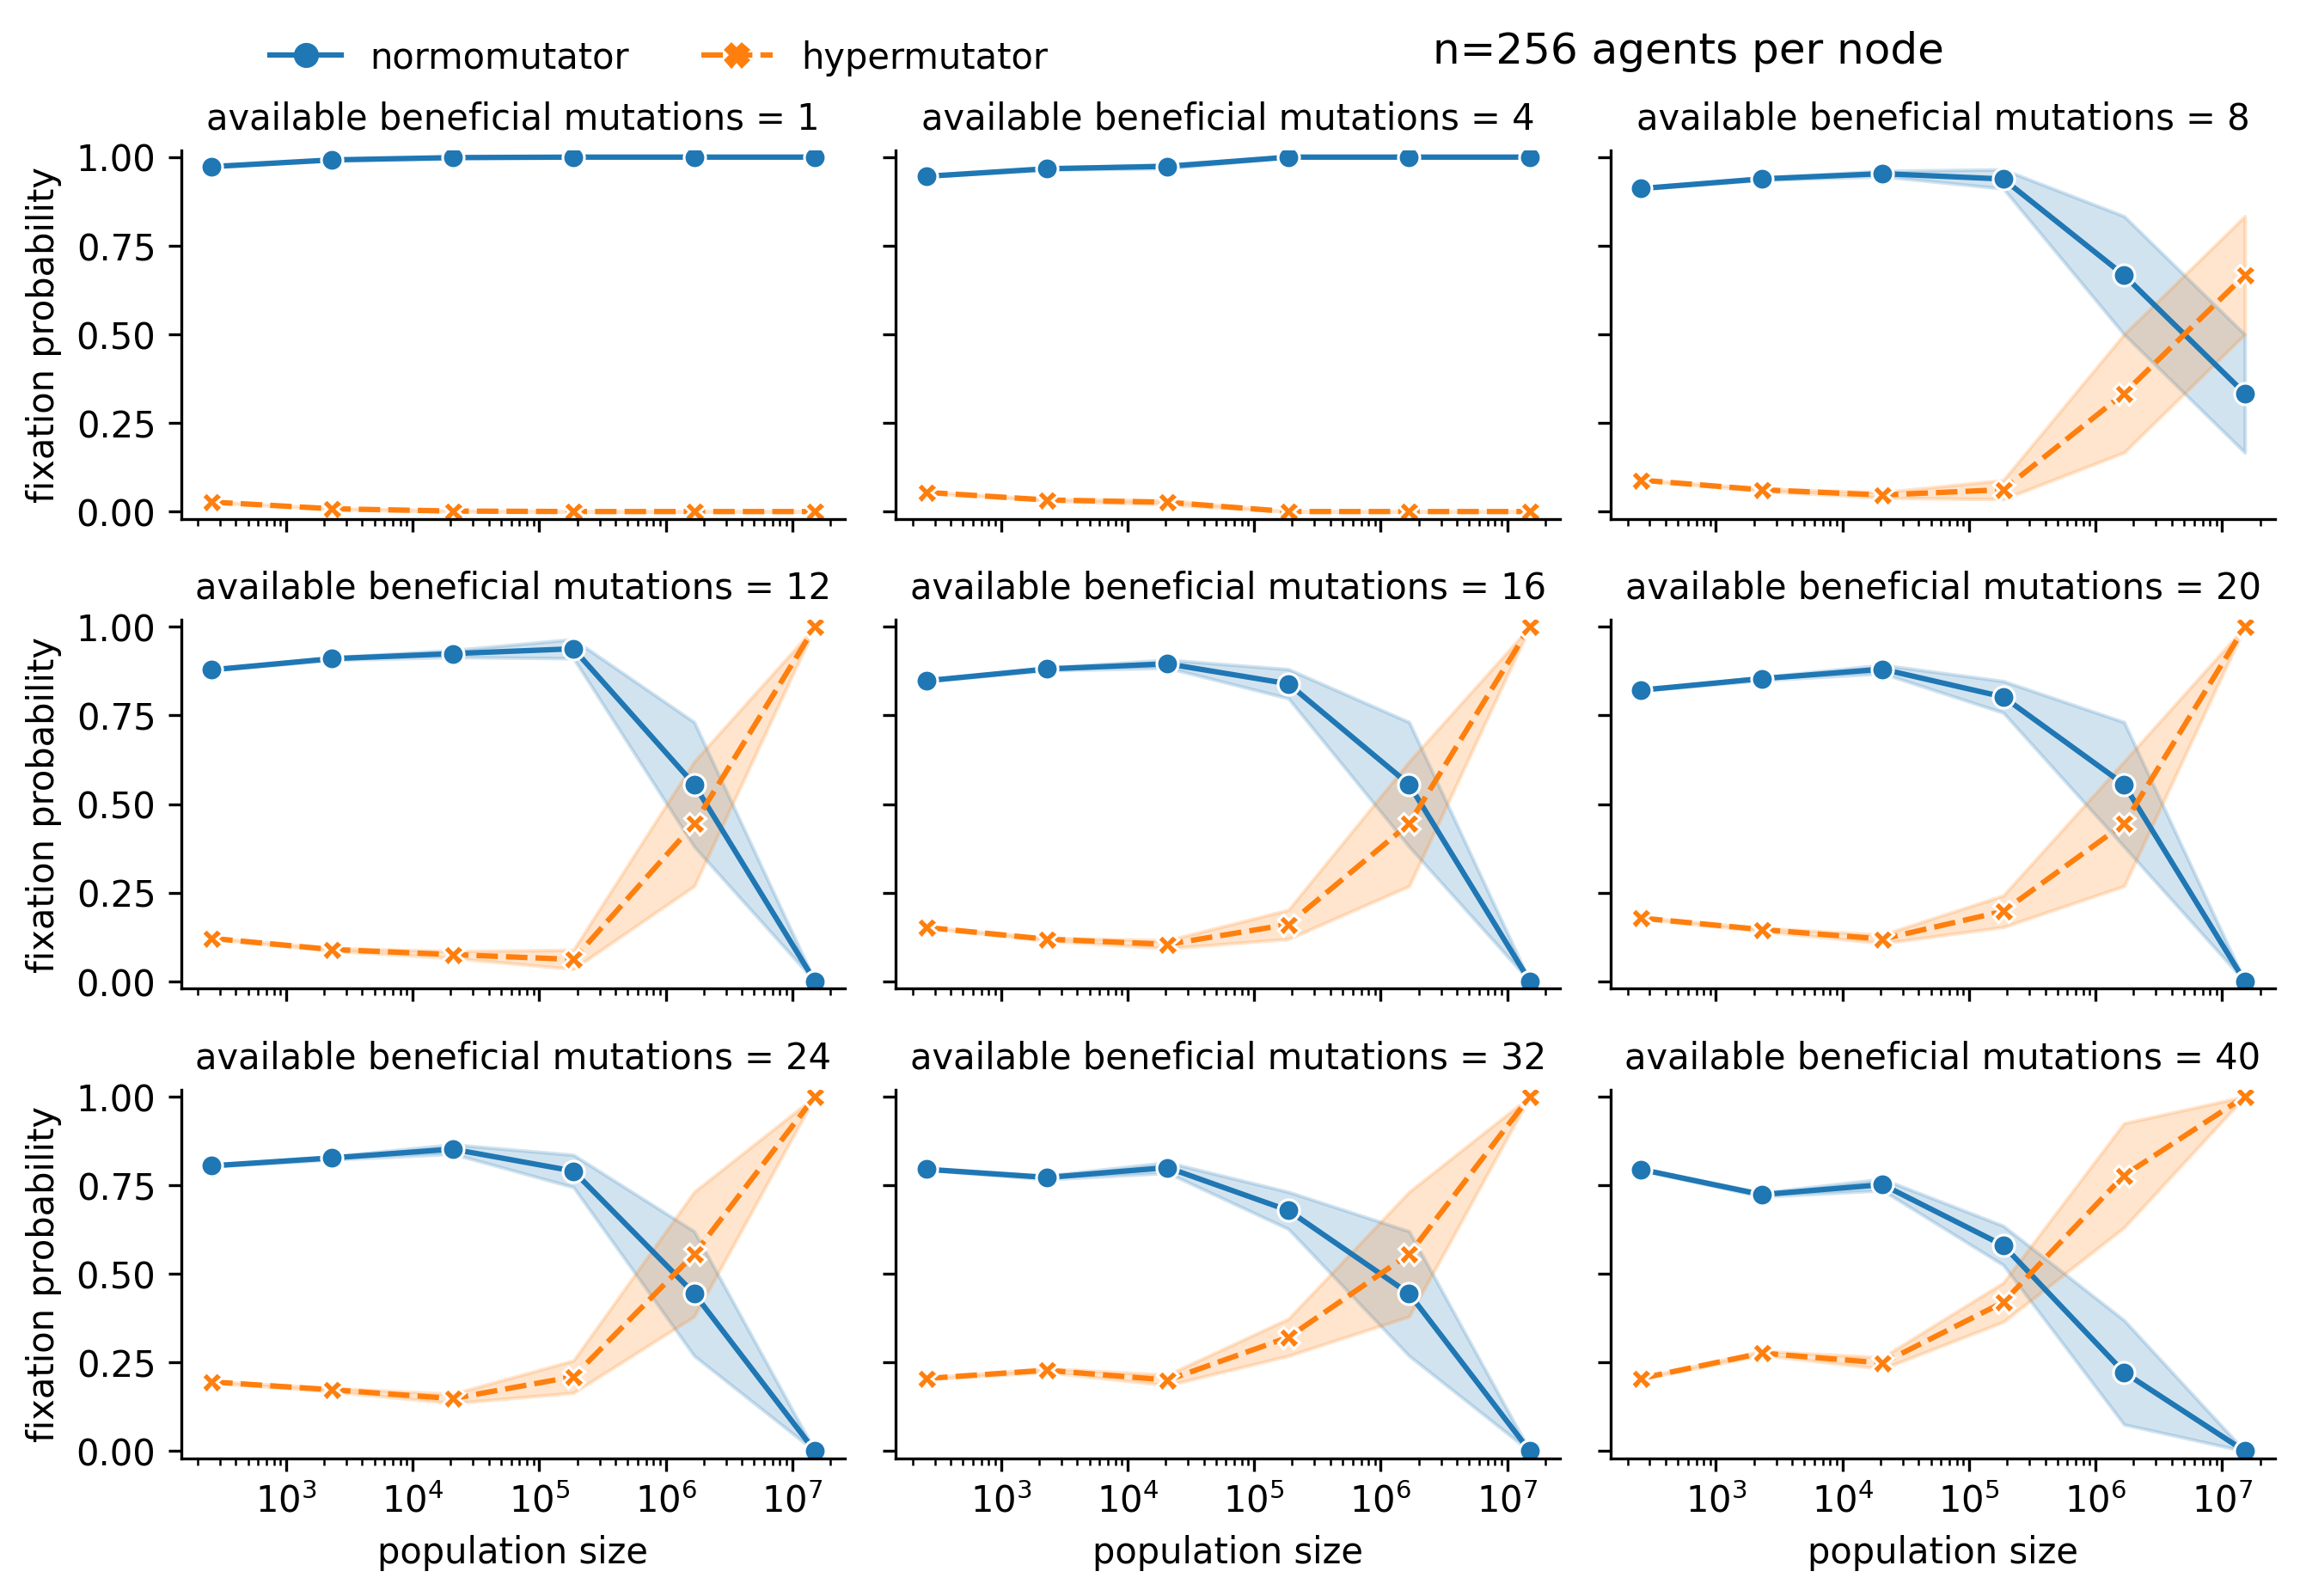 normomutator hypermutator n=256 agents per node
available beneficial mutations = 1 available beneficial mutations = 4 available beneficial mutations = 8
1.00
0.75
0.50
0.25
0.00
fixation probability
available beneficial mutations = 12 available beneficial mutations = 16 available beneficial mutations = 20
1.00
0.75
0.50
0.25
0.00
fixation probability
available beneficial mutations = 24 available beneficial mutations = 32 available beneficial mutations = 40
1.00
0.75
0.50
0.25
0.00
fixation probability
10³ 10⁴ 10⁵ 10⁶ 10⁷ 10³ 10⁴ 10⁵ 10⁶ 10⁷ 10³ 10⁴ 10⁵ 10⁶ 10⁷
population size population size population size